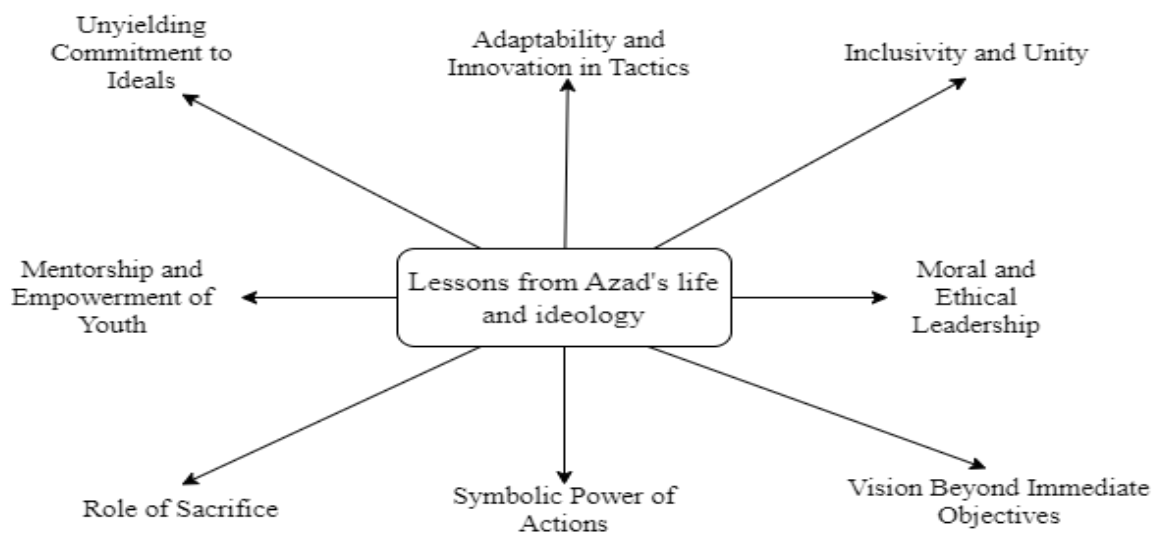 Unyielding
Commitment to
Ideals
Adaptability and
Innovation in Tactics
Inclusivity and Unity
Mentorship and
Empowerment of
Youth
Lessons from Azad's life
and ideology
Moral and
Ethical
Leadership
Role of Sacrifice
Symbolic Power of
Actions
Vision Beyond Immediate
Objectives